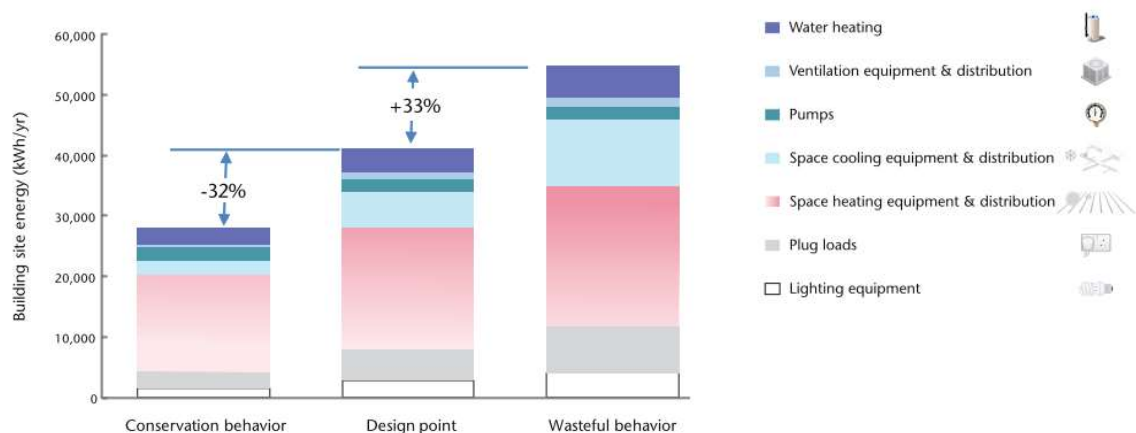 Building site energy (kWh/yr)
60,000
50,000
40,000
30,000
20,000
10,000
0
-32%
+33%
Conservation behavior
Design point
Wasteful behavior
Water heating
Ventilation equipment & distribution
Pumps
Space cooling equipment & distribution
Space heating equipment & distribution
Plug loads
Lighting equipment